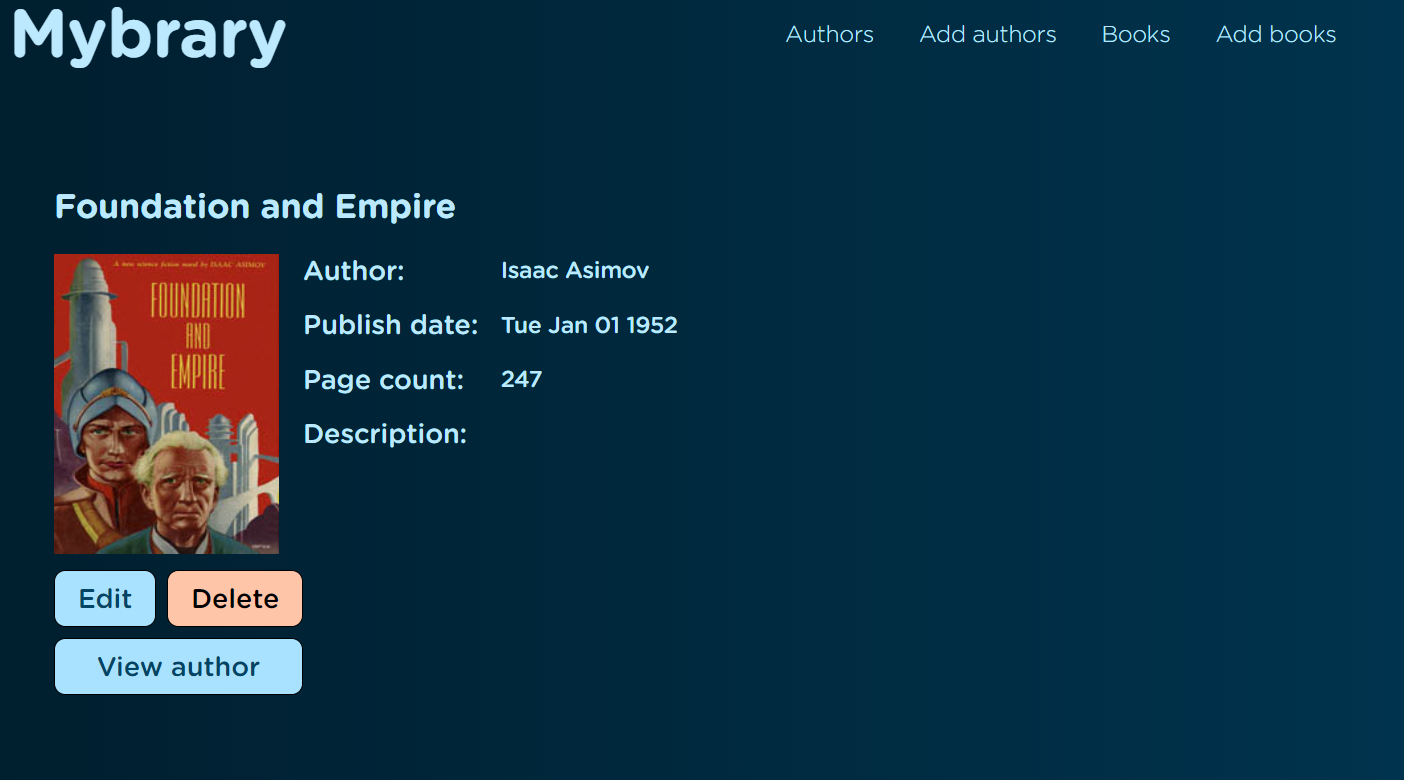 Mybrary
Authors
Add authors
Books
Add books
Foundation and Empire
A new science fiction novel by ISAAC ASIMOV
FOUNDATION
AND
EMPIRE
Author: Isaac Asimov
Publish date: Tue Jan 01 1952
Page count: 247
Description:
Edit
Delete
View author